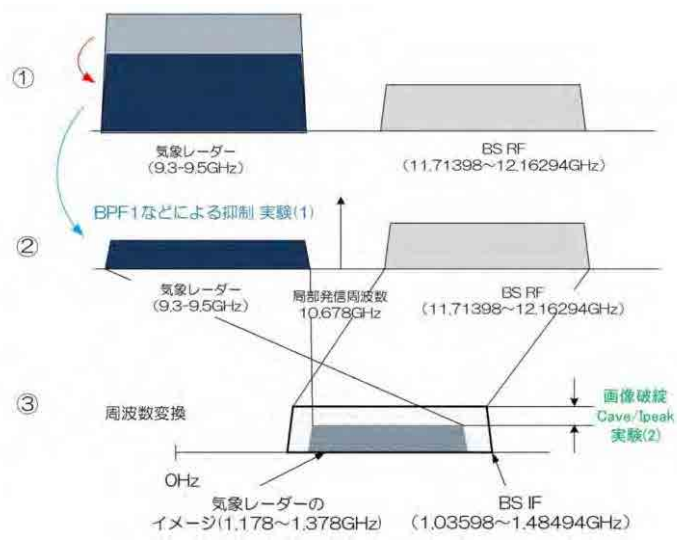 ①
気象レーダー
(9.3-9.5GHz)
BS RF
(11.71398～12.16294GHz)
BPF1などによる抑制 実験(1)
②
気象レーダー
(9.3-9.5GHz)
局部発信周波数
10.678GHz
BS RF
(11.71398～12.16294GHz)
③
周波数変換
画像破綻
Cave/Ipeak
実験(2)
0Hz
気象レーダーの
イメージ(1.178～1.378GHz)
BS IF
(1.03598～1.48494GHz)